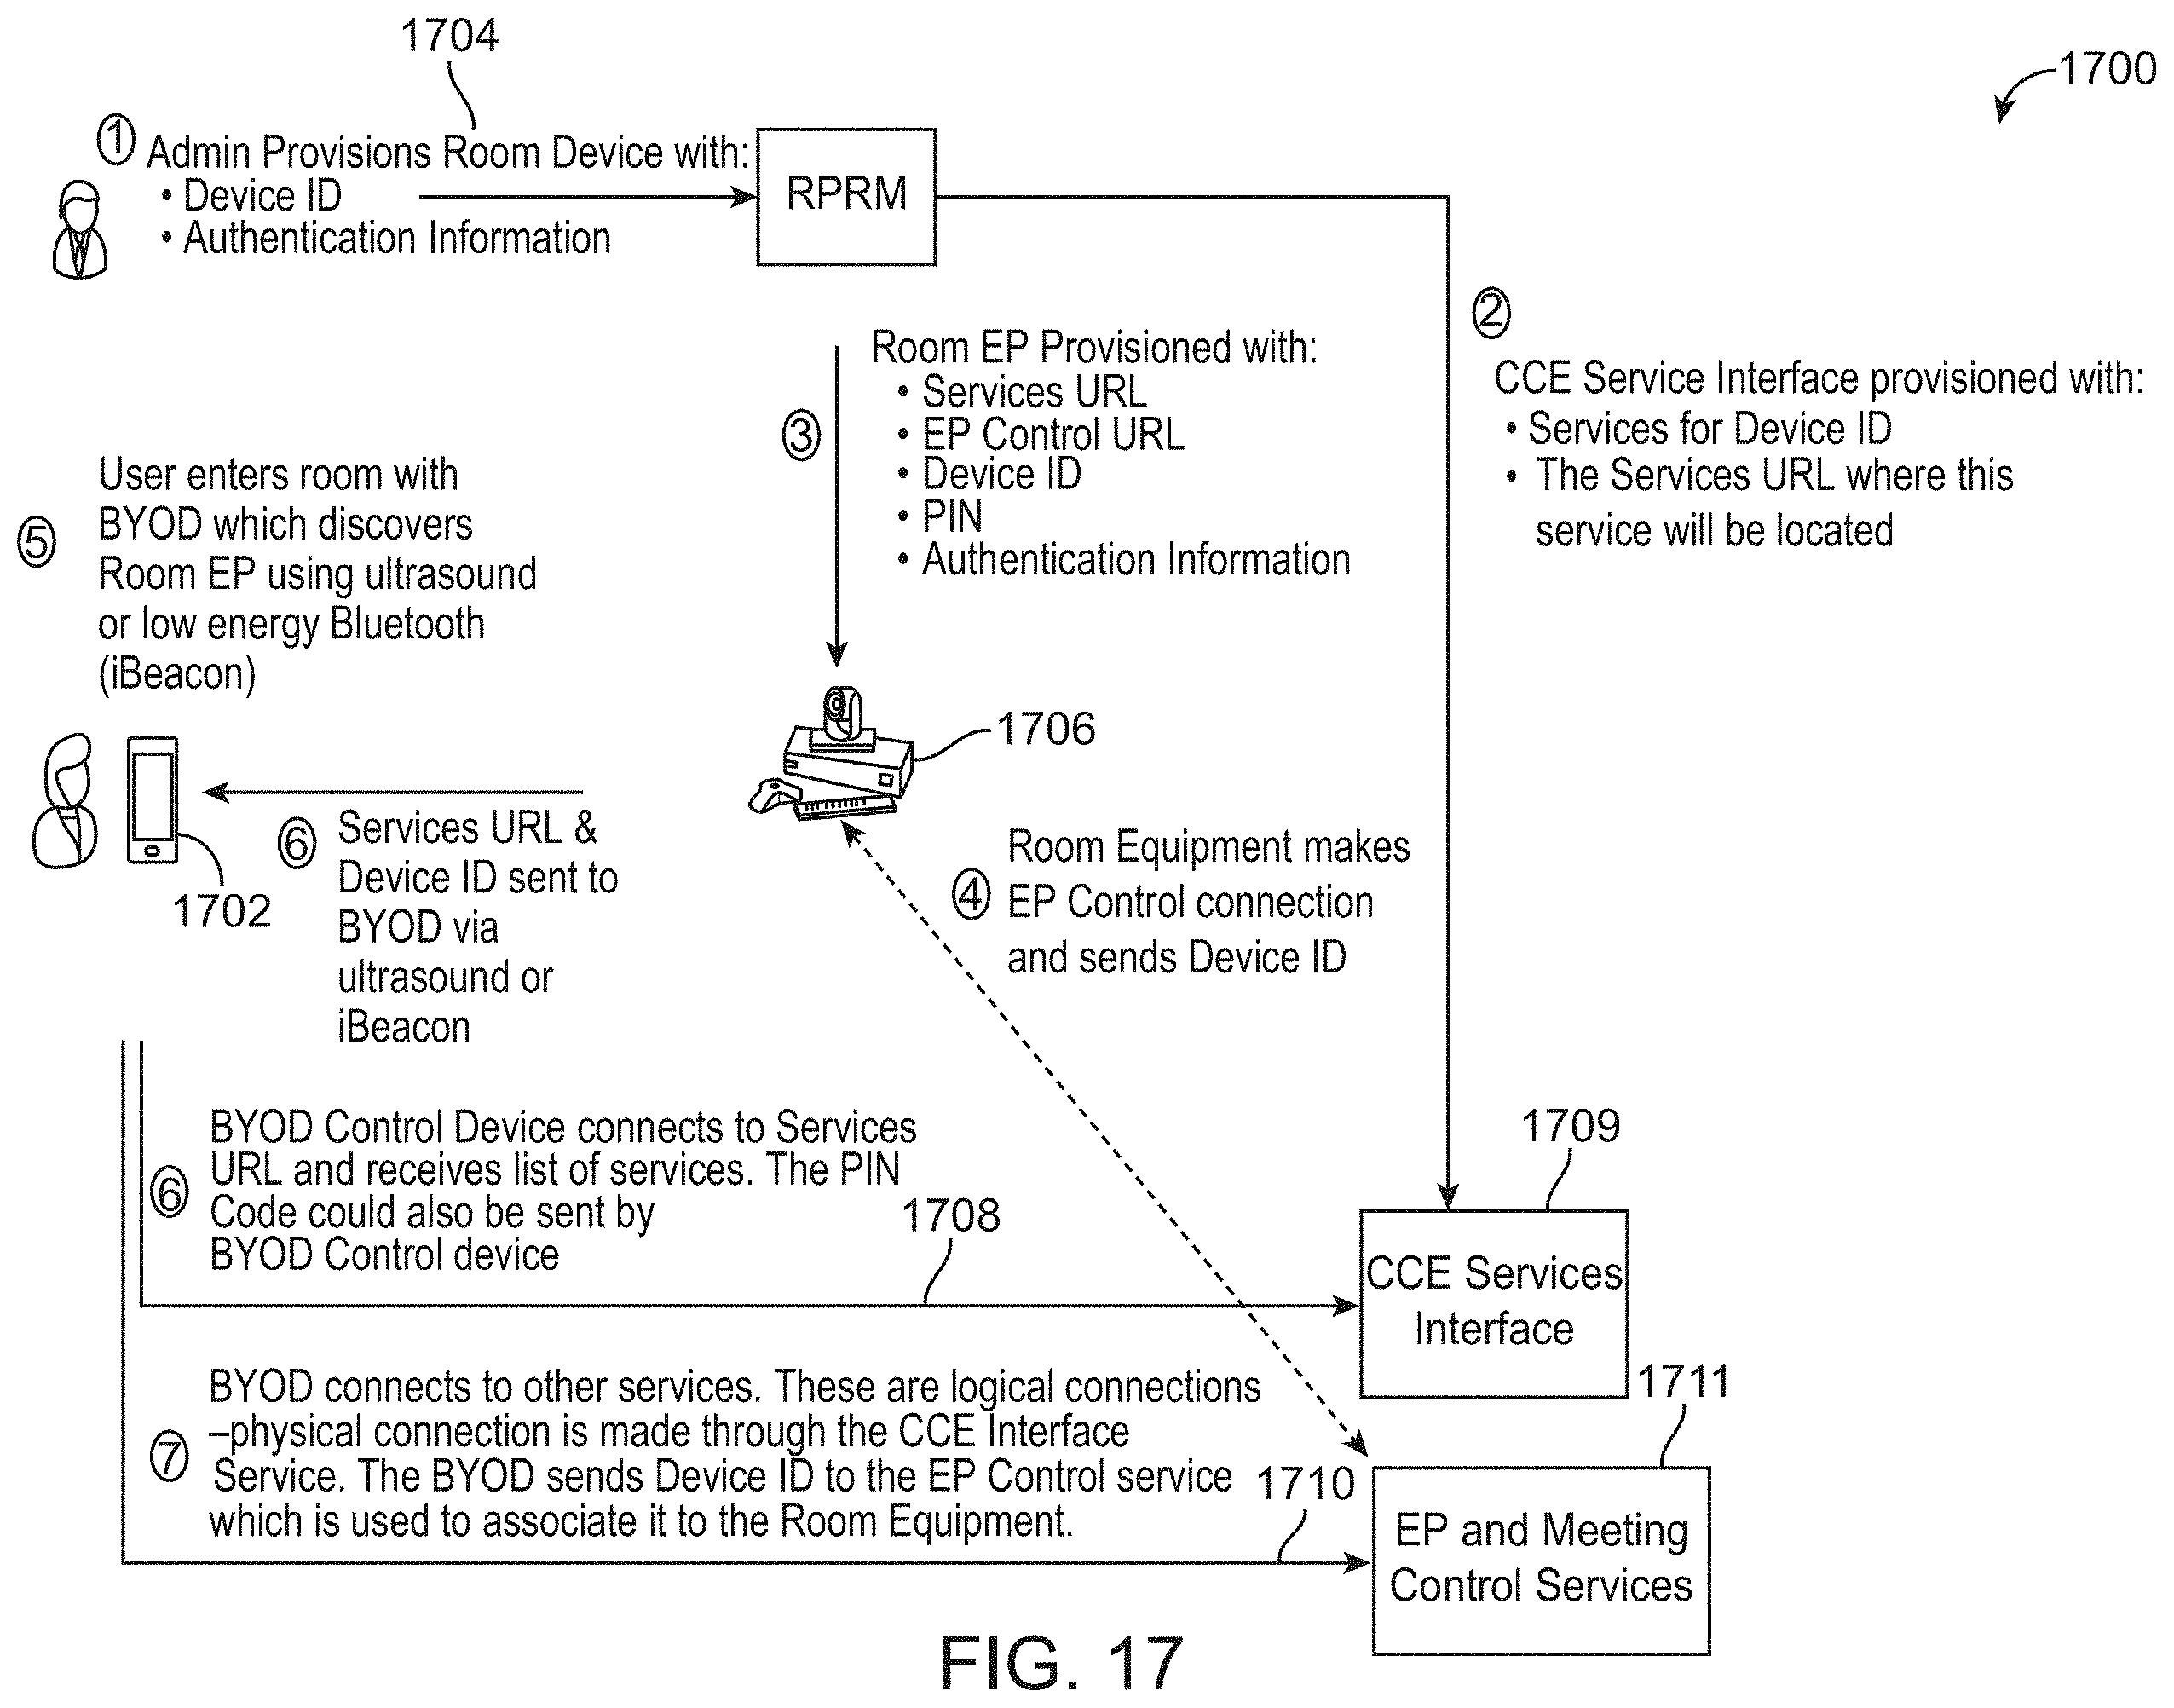 1704
1700
① Admin Provisions Room Device with:
• Device ID
• Authentication Information
RPRM
②
CCE Service Interface provisioned with:
• Services for Device ID
• The Services URL where this
service will be located
③
Room EP Provisioned with:
• Services URL
• EP Control URL
• Device ID
• PIN
• Authentication Information
⑤
User enters room with
BYOD which discovers
Room EP using ultrasound
or low energy Bluetooth
(iBeacon)
1706
1702
⑥
Services URL &
Device ID sent to
BYOD via
ultrasound or
iBeacon
④
Room Equipment makes
EP Control connection
and sends Device ID
⑥
BYOD Control Device connects to Services
URL and receives list of services. The PIN
Code could also be sent by
BYOD Control device
1708
1709
CCE Services
Interface
⑦
BYOD connects to other services. These are logical connections
–physical connection is made through the CCE Interface
Service. The BYOD sends Device ID to the EP Control service
which is used to associate it to the Room Equipment.
1710
1711
EP and Meeting
Control Services
FIG. 17